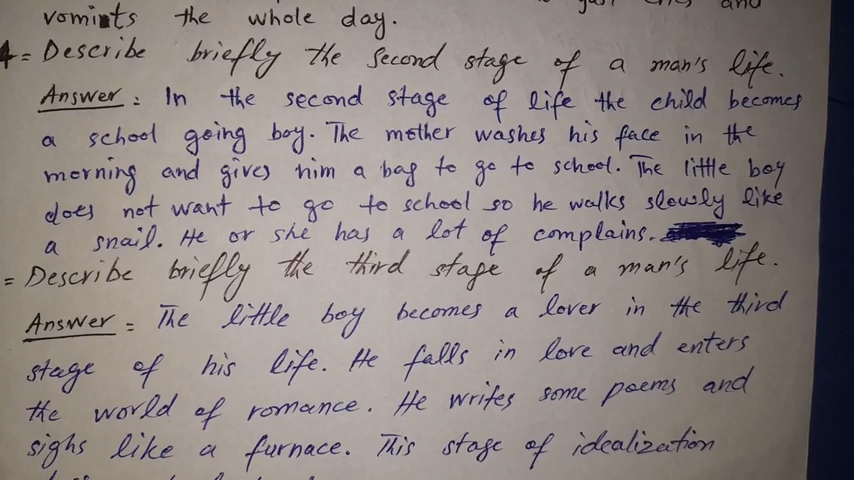 vomits the whole day.
4= Describe briefly the second stage of a man's life.
Answer: In the second stage of life the child becomes
a school going boy. The mother washes his face in the
morning and gives him a bag to go to school. The little boy
does not want to go to school so he walks slowly like
a snail. He or she has a lot of complains.
= Describe briefly the third stage of a man's life.
Answer = The little boy becomes a lover in the third
stage of his life. He falls in love and enters
the world of romance. He writes some poems and
sighs like a furnace. This stage of idealization